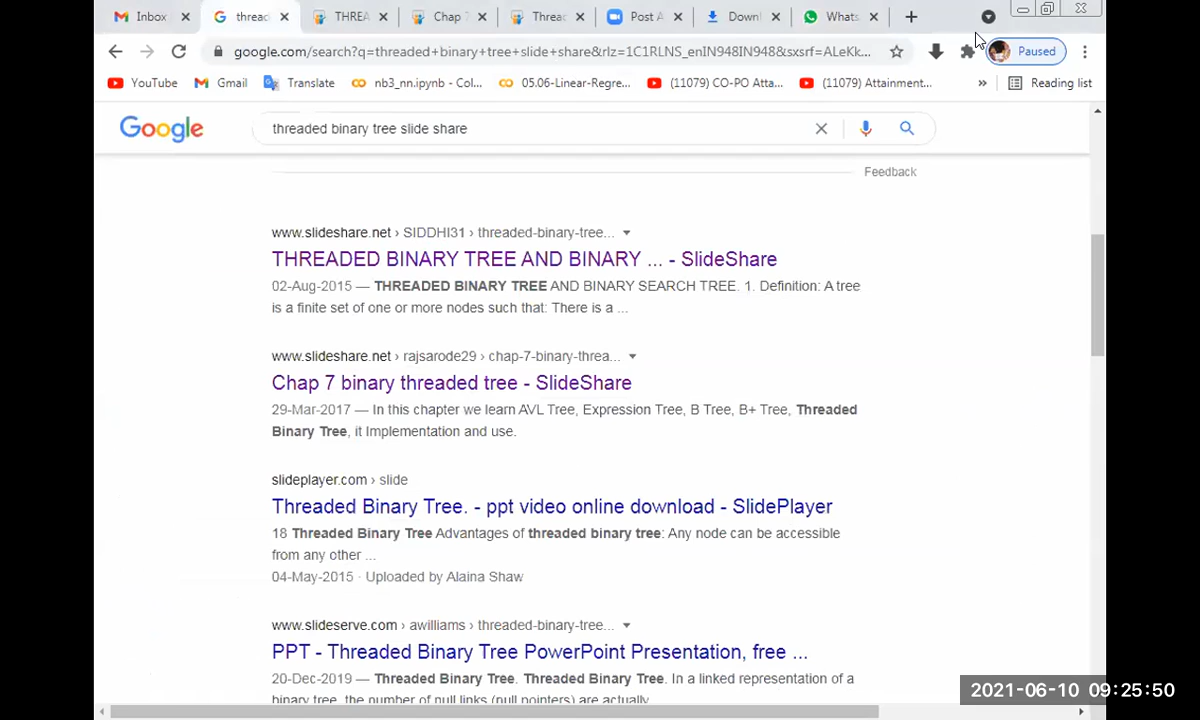 Inbox
thread
THREA
Chap 7
Threac
Post A
Downl
Whats
google.com/search?q=threaded+binary+tree+slide+share&rlz=1C1RLNS_enIN948IN948&sxsrf=ALeKk...
Paused
YouTube
Gmail
Translate
nb3_nn.ipynb - Col...
05.06-Linear-Regre...
(11079) CO-PO Atta...
(11079) Attainment...
»
Reading list
Google
threaded binary tree slide share
Feedback
www.slideshare.net › SIDDHI31 › threaded-binary-tree...
THREADED BINARY TREE AND BINARY ... - SlideShare
02-Aug-2015 — THREADED BINARY TREE AND BINARY SEARCH TREE. 1. Definition: A tree
is a finite set of one or more nodes such that: There is a ...
www.slideshare.net › rajsarode29 › chap-7-binary-threa...
Chap 7 binary threaded tree - SlideShare
29-Mar-2017 — In this chapter we learn AVL Tree, Expression Tree, B Tree, B+ Tree, Threaded
Binary Tree, it Implementation and use.
slideplayer.com › slide
Threaded Binary Tree. - ppt video online download - SlidePlayer
18 Threaded Binary Tree Advantages of threaded binary tree: Any node can be accessible
from any other ...
04-May-2015 · Uploaded by Alaina Shaw
www.slideserve.com › awilliams › threaded-binary-tree...
PPT - Threaded Binary Tree PowerPoint Presentation, free ...
20-Dec-2019 — Threaded Binary Tree. Threaded Binary Tree. In a linked representation of a
binary tree, the number of null links (null pointers) are actually
2021-06-10 09:25:50